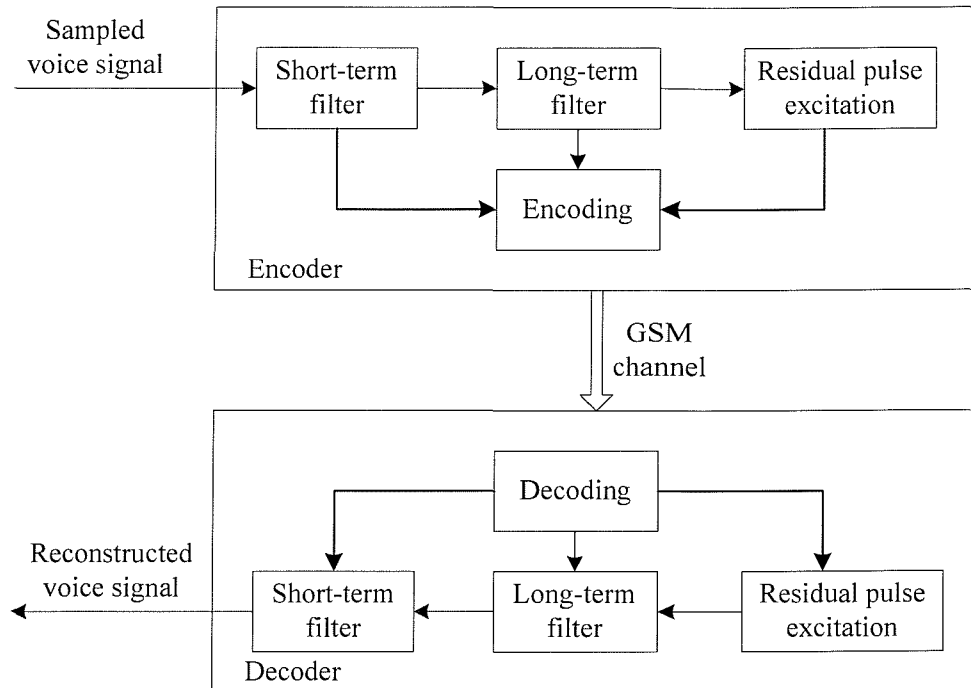 Sampled
voice signal
Short-term
filter
Long-term
filter
Residual pulse
excitation
Encoding
Encoder
GSM
channel
Decoding
Reconstructed
voice signal
Short-term
filter
Long-term
filter
Residual pulse
excitation
Decoder